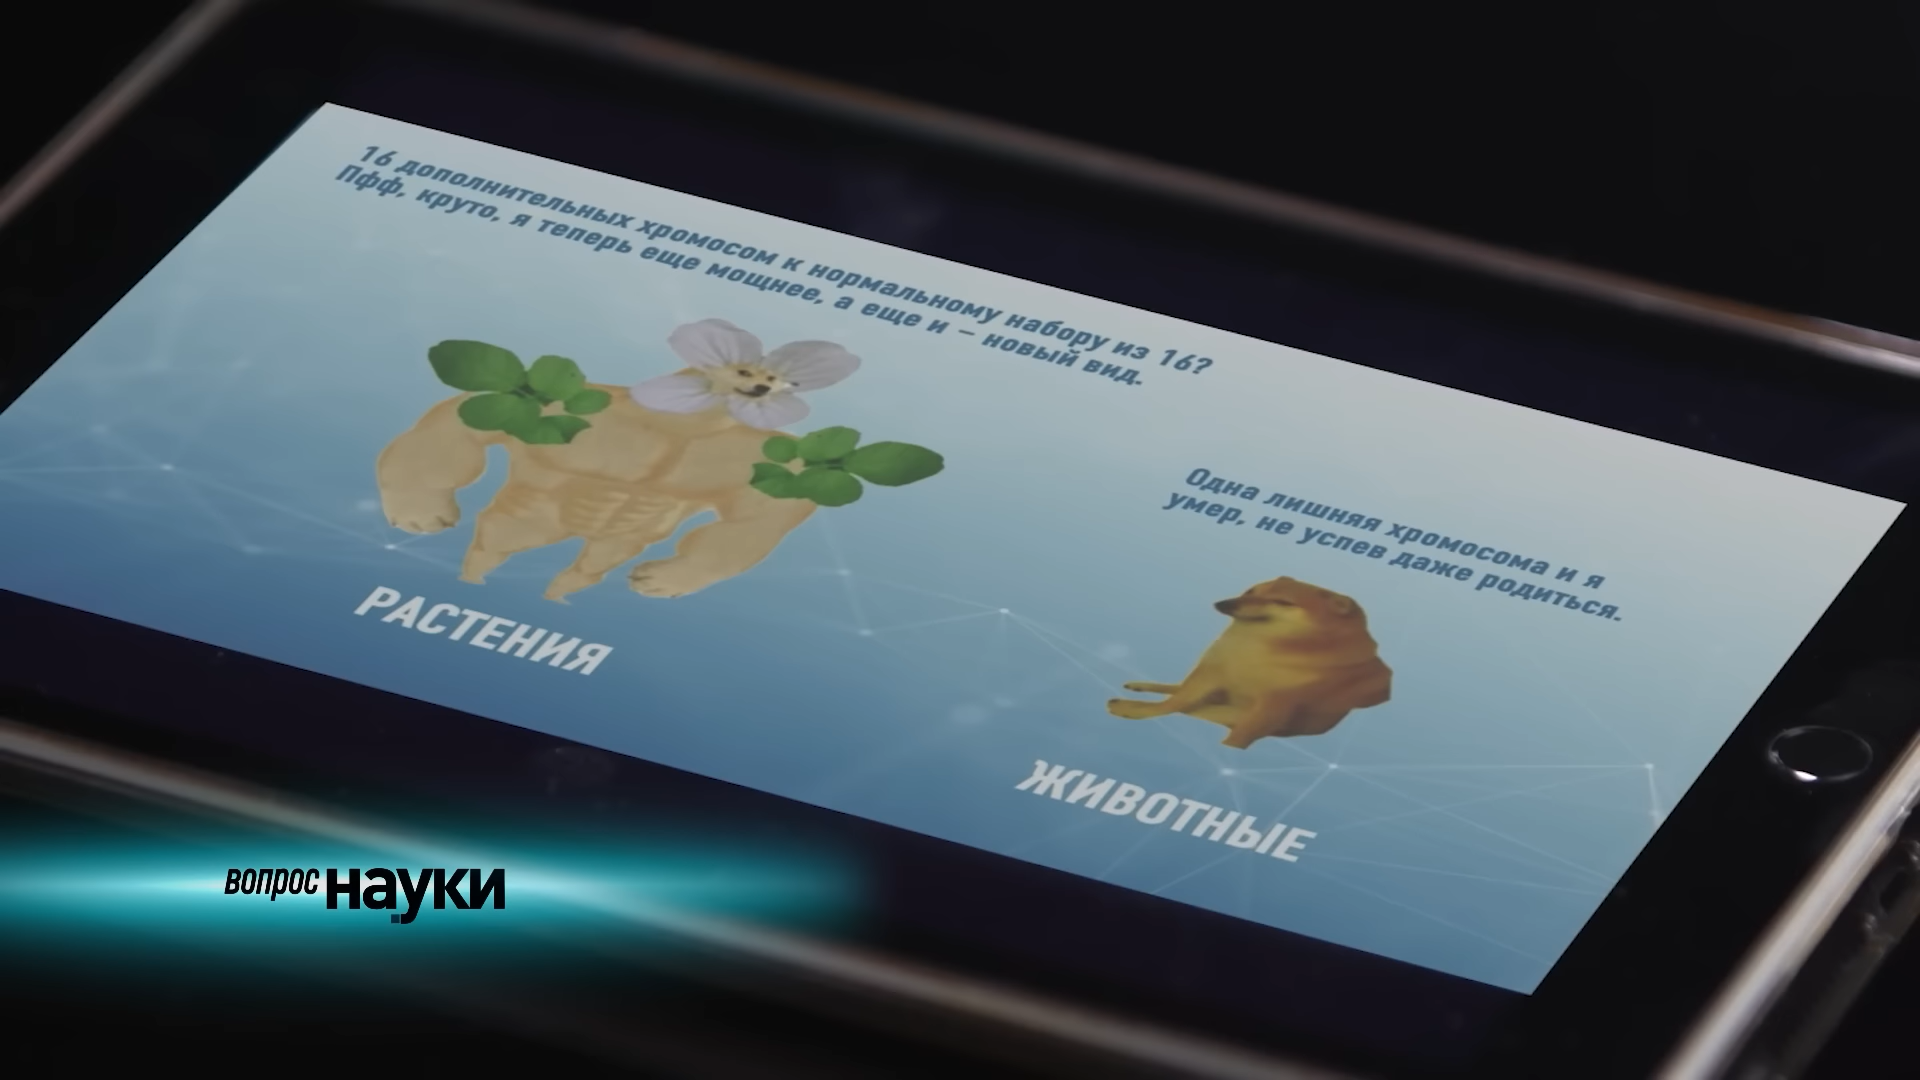 16 дополнительных хромосом к нормальному набору из 16?
Пфф, круто, я теперь еще мощнее, а еще и – новый вид.
Одна лишняя хромосома и я
умер, не успев даже родиться.
РАСТЕНИЯ
ЖИВОТНЫЕ
вопрос науки